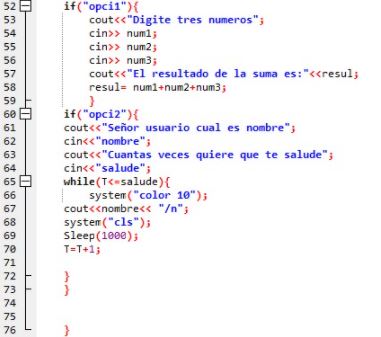 52 if("opci1"){
53 cout<<"Digite tres numeros";
54 cin>> num1;
55 cin>> num2;
56 cin>> num3;
57 cout<<"El resultado de la suma es:"<<resul;
58 resul= num1+num2+num3;
59 }
60 if("opci2"){
61 cout<<"Señor usuario cual es nombre";
62 cin<<"nombre";
63 cout<<"Cuantas veces quiere que te salude";
64 cin<<"salude";
65 while(T<=salude){
66 system("color 10");
67 cout<<nombre<< "/n";
68 system("cls");
69 Sleep(1000);
70 T=T+1;
71
72 }
73 }
74
75
76 }